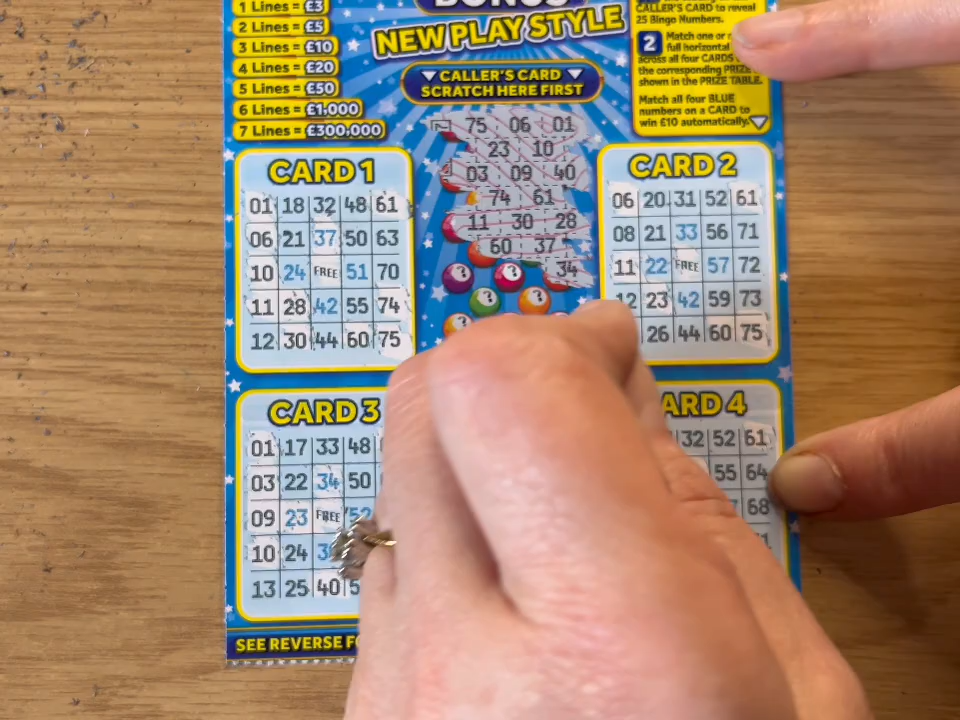 1 Lines = £3
2 Lines = £5
3 Lines = £10
4 Lines = £20
5 Lines = £50
6 Lines = £1,000
7 Lines = £300,000
BONUS
NEW PLAY STYLE
CALLER'S CARD
SCRATCH HERE FIRST
CALLER'S CARD to reveal
25 Bingo Numbers.
2 Match one or
full horizontal
across all four CARDS
the corresponding PRIZE
shown in the PRIZE TABLE.
Match all four BLUE
numbers on a CARD to
win £10 automatically.
75 06 01
23 10
03 09 40
74 61
11 30 28
60 37
34
? ?
? ?
?
CARD 1
01 18 32 48 61
06 21 37 50 63
10 24 FREE 51 70
11 28 42 55 74
12 30 44 60 75
CARD 2
06 20 31 52 61
08 21 33 56 71
11 22 FREE 57 72
12 23 42 59 73
26 44 60 75
CARD 3
01 17 33 48
03 22 34 50
09 23 FREE 52
10 24
13 25 40
CARD 4
32 52 61
55 64
68
SEE REVERSE